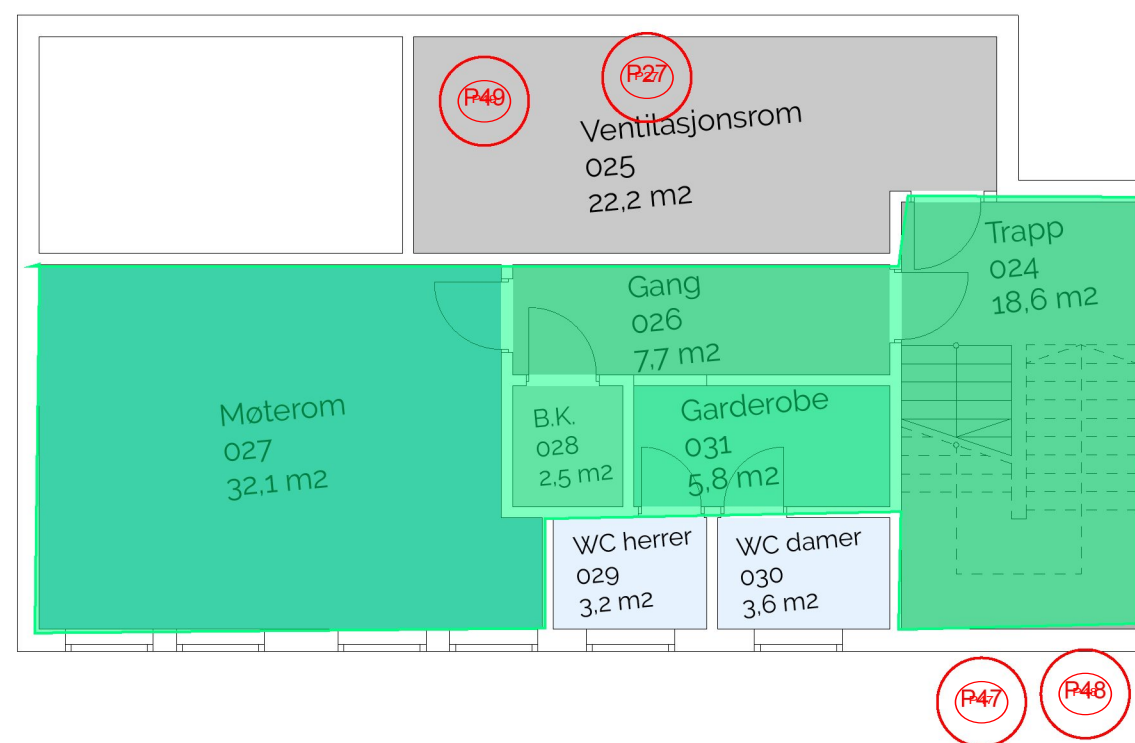 P49
P27
Ventilasjonsrom
025
22,2 m2
Trapp
024
18,6 m2
Gang
026
7,7 m2
Møterom
027
32,1 m2
B.K.
028
2,5 m2
Garderobe
031
5,8 m2
WC herrer
029
3,2 m2
WC damer
030
3,6 m2
P47
P48